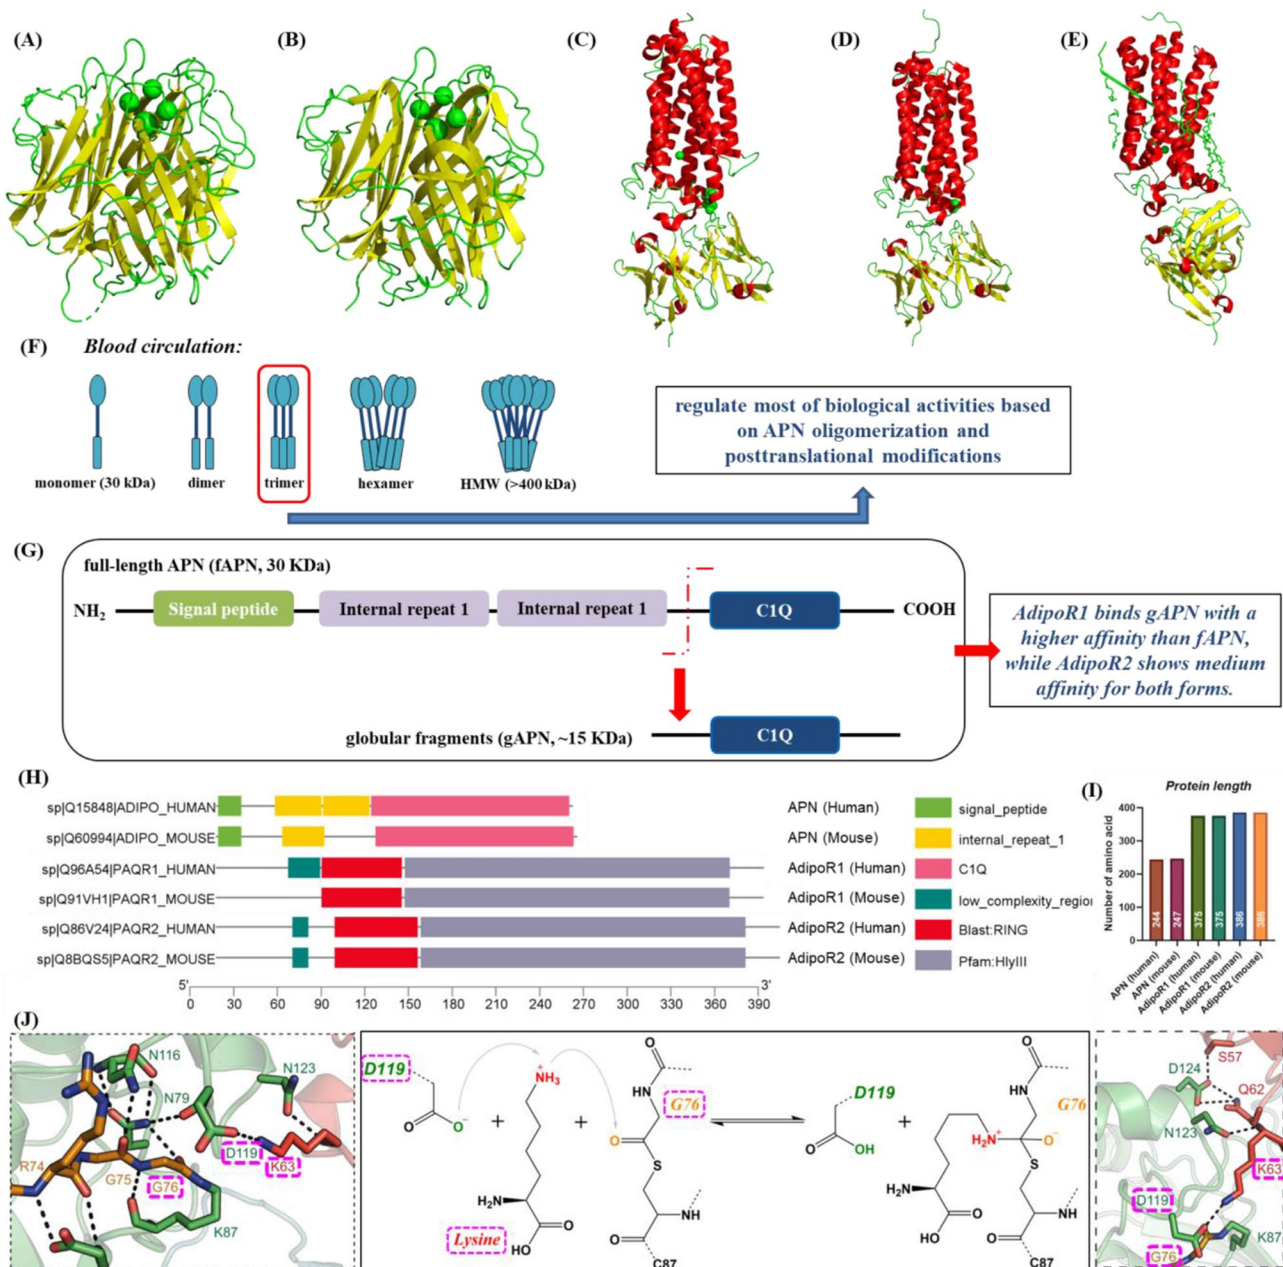 (A)
(B)
(C)
(D)
(E)
(F)
Blood circulation:
monomer (30 kDa)
dimer
trimer
hexamer
HMW (>400 kDa)
regulate most of biological activities based
on APN oligomerization and
posttranslational modifications
(G)
full-length APN (fAPN, 30 KDa)
NH2
Signal peptide
Internal repeat 1
Internal repeat 1
C1Q
COOH
AdipoR1 binds gAPN with a
higher affinity than fAPN,
while AdipoR2 shows medium
affinity for both forms.
globular fragments (gAPN, ~15 KDa)
C1Q
(H)
sp|Q15848|ADIPO_HUMAN
APN (Human)
sp|Q60994|ADIPO_MOUSE
APN (Mouse)
sp|Q96A54|PAQR1_HUMAN
AdipoR1 (Human)
sp|Q91VH1|PAQR1_MOUSE
AdipoR1 (Mouse)
sp|Q86V24|PAQR2_HUMAN
AdipoR2 (Human)
sp|Q8BQS5|PAQR2_MOUSE
AdipoR2 (Mouse)
5'
3'
0 30 60 90 120 150 180 210 240 270 300 330 360 390
signal_peptide
internal_repeat_1
C1Q
low_complexity_region
Blast:RING
Pfam:HlyIII
(I)
Protein length
Number of amino acid
400
300
200
100
0
244
247
375
375
386
386
APN (human)
APN (mouse)
AdipoR1 (human)
AdipoR1 (mouse)
AdipoR2 (human)
AdipoR2 (mouse)
(J)
N116
N79
N123
D119
K63
R74
G75
G76
K87
D119
O-
NH3
+
+
O
HN
G76
O
S
H2N
O
HO
Lysine
NH
O
C87
D119
O
OH
+
O
HN
G76
H2N+
O-
S
H2N
O
HO
NH
O
C87
S57
D124
Q62
N123
K63
D119
K87
G76